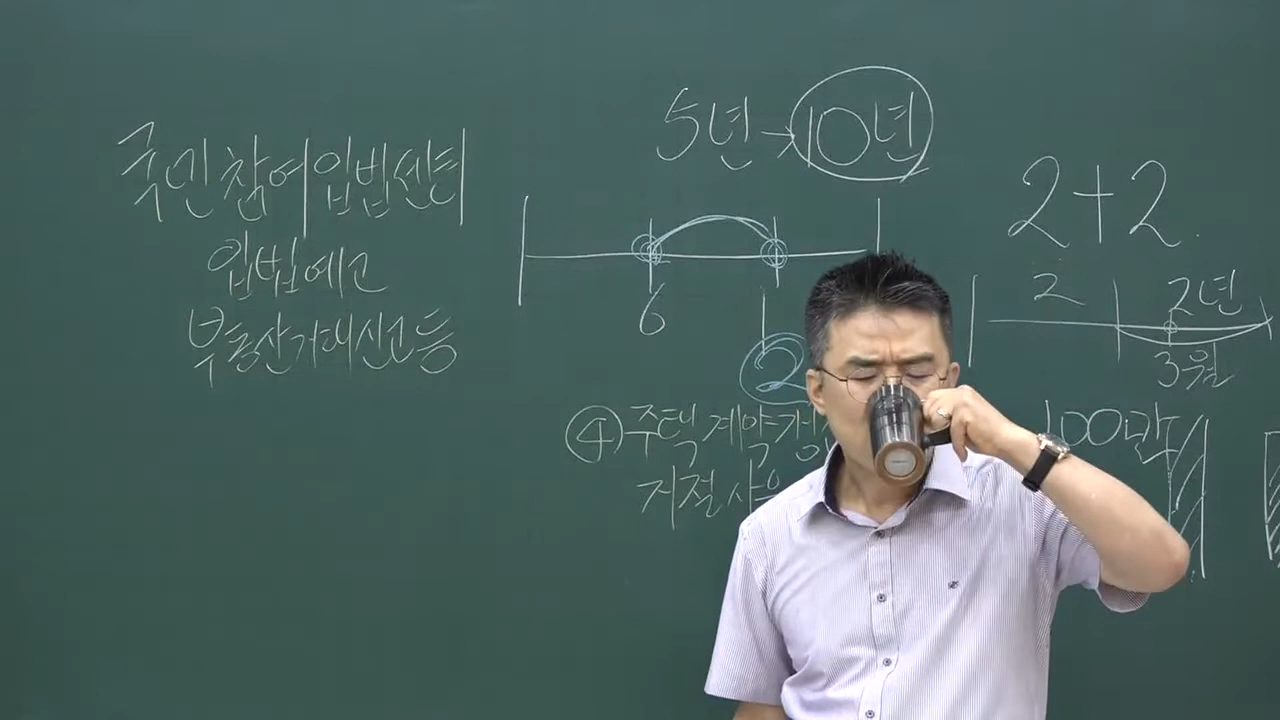 국민참여입법센터
입법예고
부동산거래신고등
5년→10년
6
2
④ 주택 계약갱
거절 사유
2+2
2 2년
3월
100만